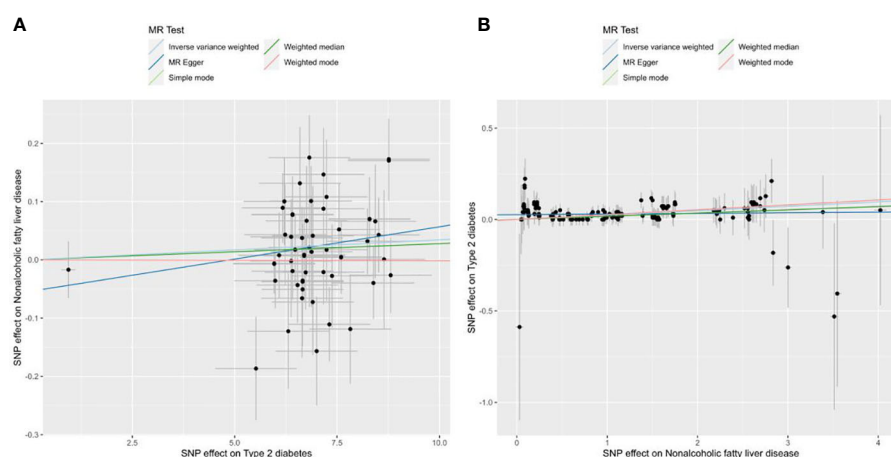 A
MR Test
Inverse variance weighted
Weighted median
MR Egger
Weighted mode
Simple mode
SNP effect on Nonalcoholic fatty liver disease
0.2
0.1
0.0
-0.1
-0.2
-0.3
2.5
5.0
7.5
10.0
SNP effect on Type 2 diabetes
B
MR Test
Inverse variance weighted
Weighted median
MR Egger
Weighted mode
Simple mode
SNP effect on Type 2 diabetes
0.5
0.0
-0.5
-1.0
0
1
2
3
4
SNP effect on Nonalcoholic fatty liver disease